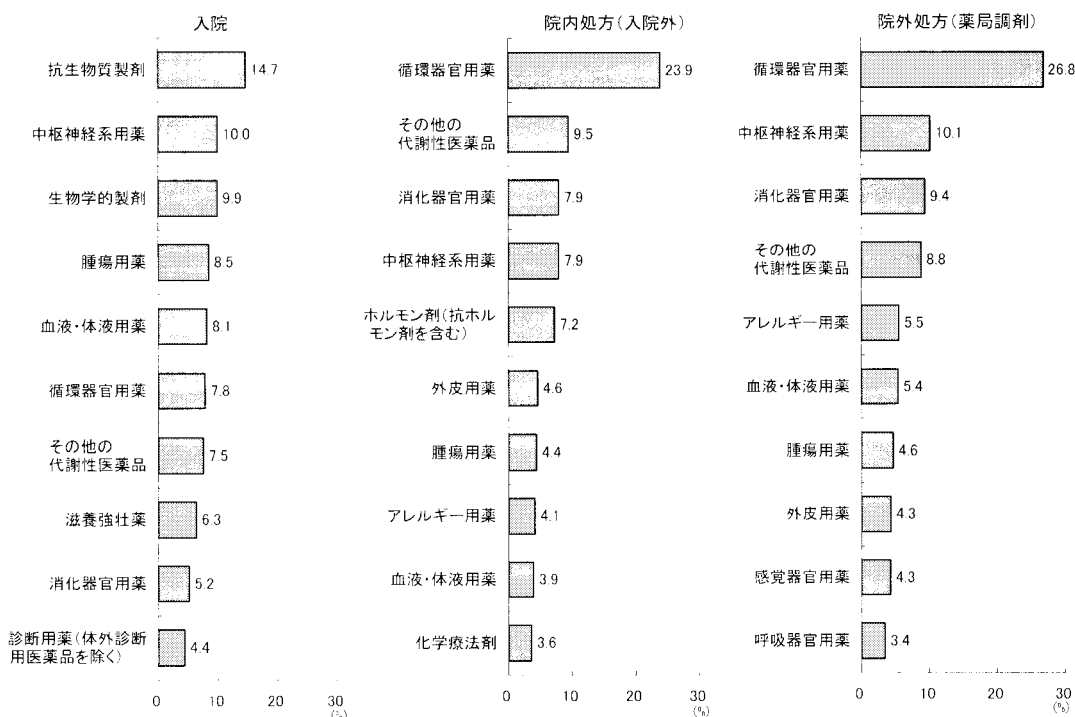 入院
抗生物質製剤 14.7
中枢神経系用薬 10.0
生物学的製剤 9.9
腫瘍用薬 8.5
血液・体液用薬 8.1
循環器官用薬 7.8
その他の
代謝性医薬品 7.5
滋養強壮薬 6.3
消化器官用薬 5.2
診断用薬(体外診断
用医薬品を除く) 4.4
0 10 20 30
(%)
院内処方(入院外)
循環器官用薬 23.9
その他の
代謝性医薬品 9.5
消化器官用薬 7.9
中枢神経系用薬 7.9
ホルモン剤(抗ホル
モン剤を含む) 7.2
外皮用薬 4.6
腫瘍用薬 4.4
アレルギー用薬 4.1
血液・体液用薬 3.9
化学療法剤 3.6
0 10 20 30
(%)
院外処方(薬局調剤)
循環器官用薬 26.8
中枢神経系用薬 10.1
消化器官用薬 9.4
その他の
代謝性医薬品 8.8
アレルギー用薬 5.5
血液・体液用薬 5.4
腫瘍用薬 4.6
外皮用薬 4.3
感覚器官用薬 4.3
呼吸器官用薬 3.4
0 10 20 30
(%)